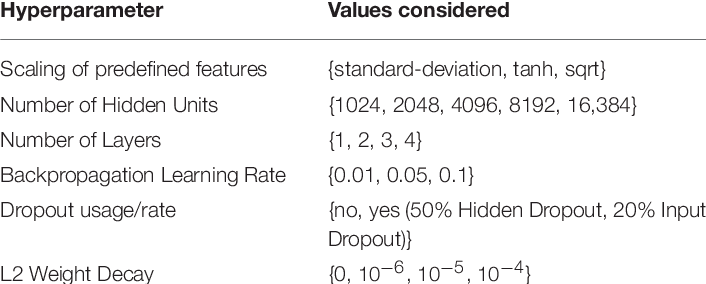 Hyperparameter Values considered
Scaling of predefined features {standard-deviation, tanh, sqrt}
Number of Hidden Units {1024, 2048, 4096, 8192, 16,384}
Number of Layers {1, 2, 3, 4}
Backpropagation Learning Rate {0.01, 0.05, 0.1}
Dropout usage/rate {no, yes (50% Hidden Dropout, 20% Input
Dropout)}
L2 Weight Decay {0, 10⁻⁶, 10⁻⁵, 10⁻⁴}